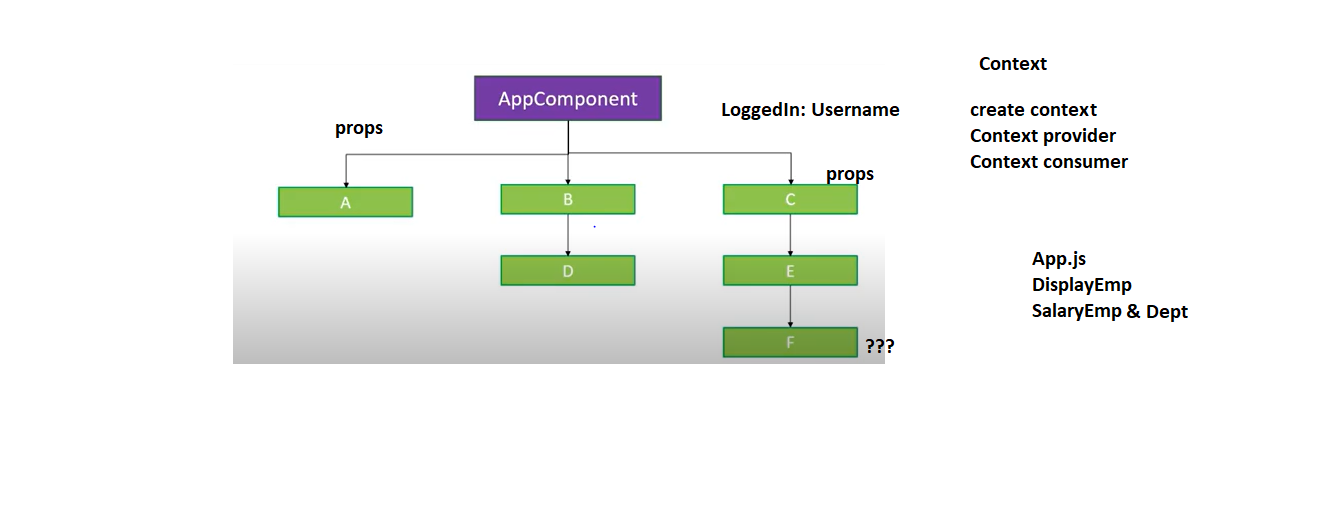 Context
AppComponent
LoggedIn: Username
create context
props
Context provider
Context consumer
props
A
B
C
D
E
App.js
DisplayEmp
SalaryEmp & Dept
F
???